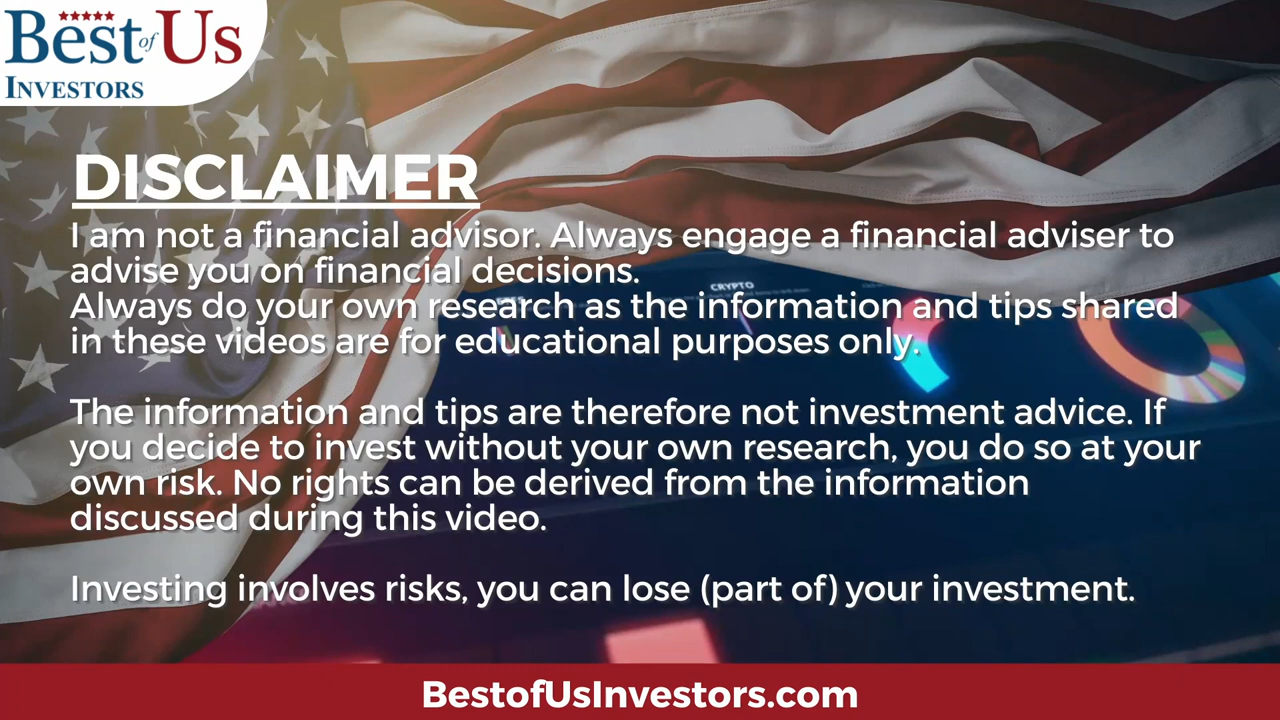 Best of Us
INVESTORS
DISCLAIMER
I am not a financial advisor. Always engage a financial adviser to
advise you on financial decisions.
CRYPTO
Always do your own research as the information and tips shared
in these videos are for educational purposes only.
The information and tips are therefore not investment advice. If
you decide to invest without your own research, you do so at your
own risk. No rights can be derived from the information
discussed during this video.
Investing involves risks, you can lose (part of) your investment.
BestofUsInvestors.com